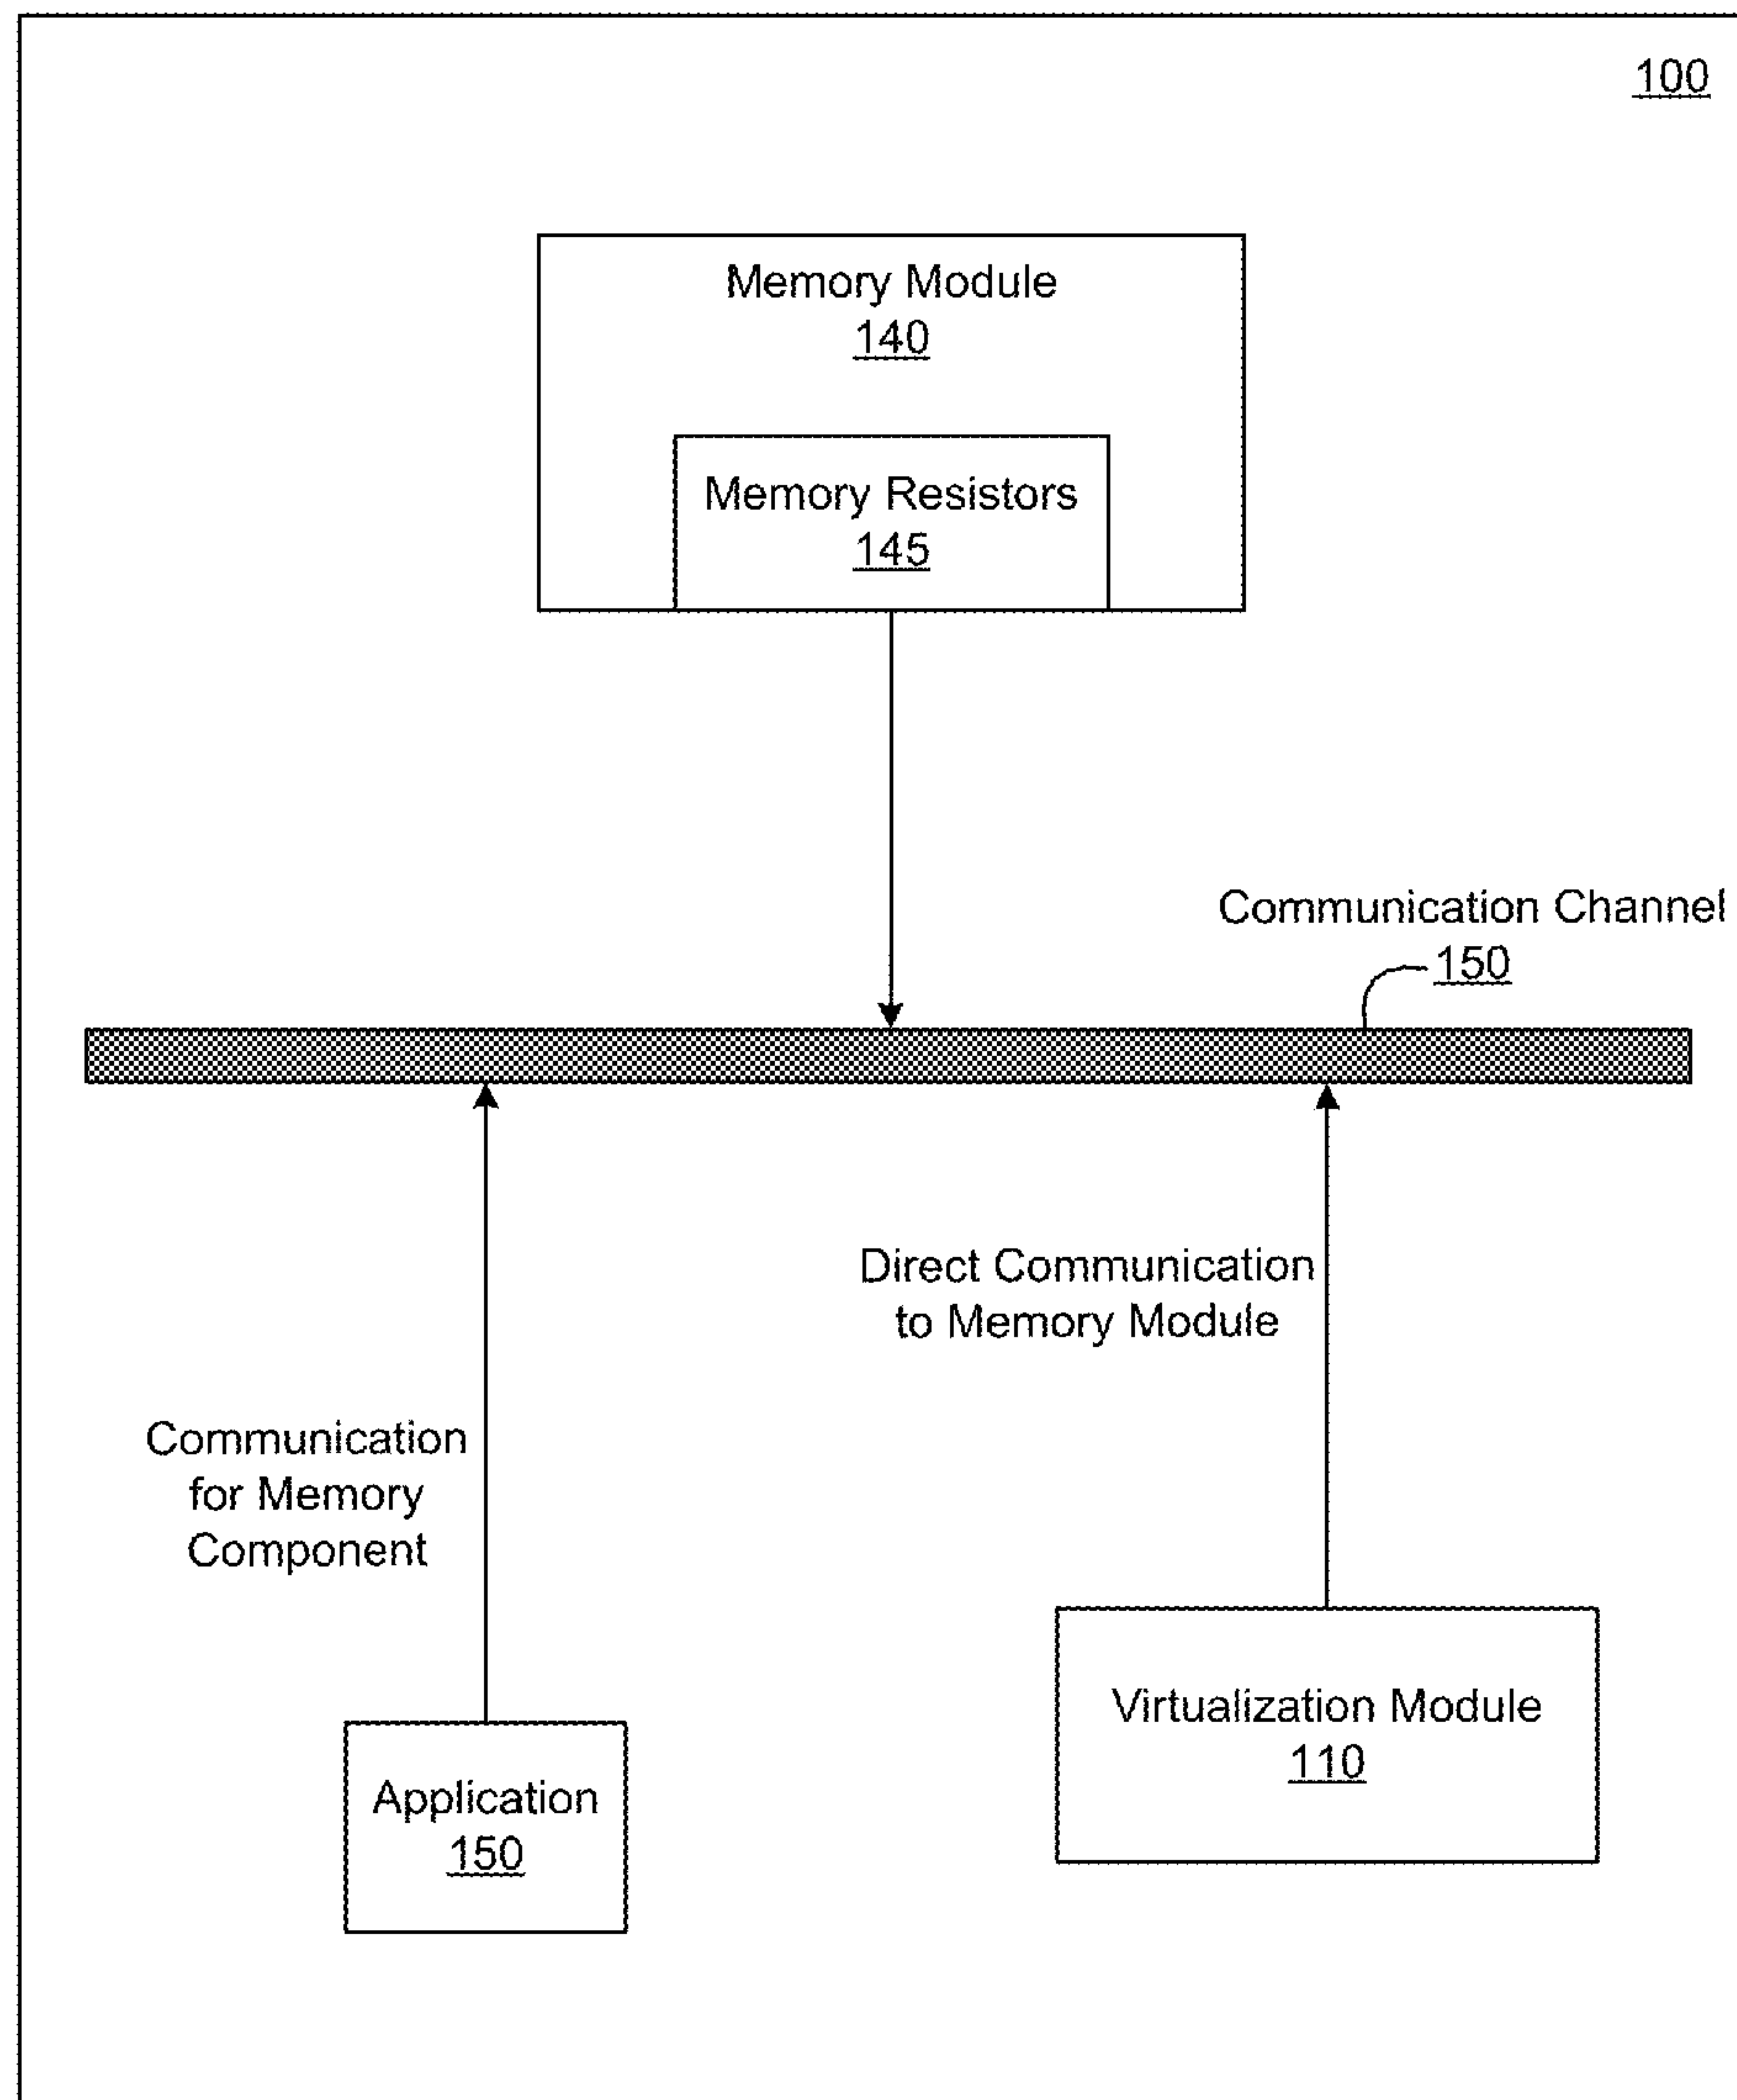 100
Memory Module
140
Memory Resistors
145
Communication Channel
150
Direct Communication
to Memory Module
Communication
for Memory
Component
Virtualization Module
110
Application
150